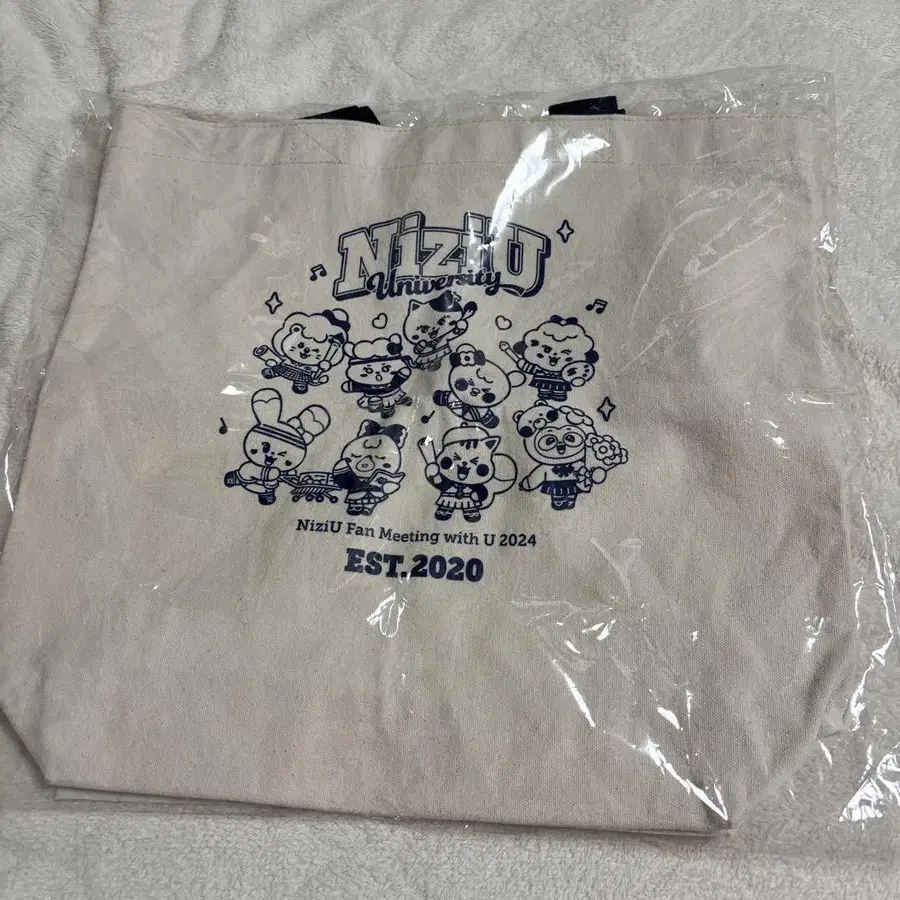 NiziU
University
NiziU Fan Meeting with U 2024
EST.2020